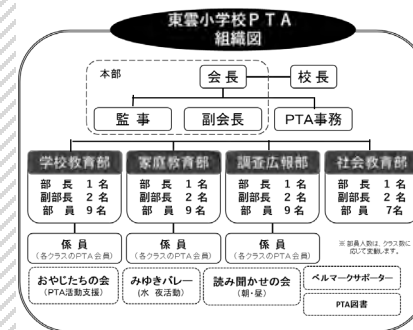 東雲小学校PTA
組織図
本部
会長
校長
監事
副会長
PTA事務
学校教育部
部長 1名
副部長 2名
部員 9名
家庭教育部
部長 1名
副部長 2名
部員 9名
調査広報部
部長 1名
副部長 2名
部員 9名
社会教育部
部長 1名
副部長 2名
部員 7名
係員
(各クラスのPTA会員)
係員
(各クラスのPTA会員)
係員
(各クラスのPTA会員)
※ 部員人数は、クラス数に
応じて変動します。
おやじたちの会
(PTA活動支援)
みゆきバレー
(水 夜活動)
読み聞かせの会
(朝・昼)
ベルマークサポーター
PTA図書